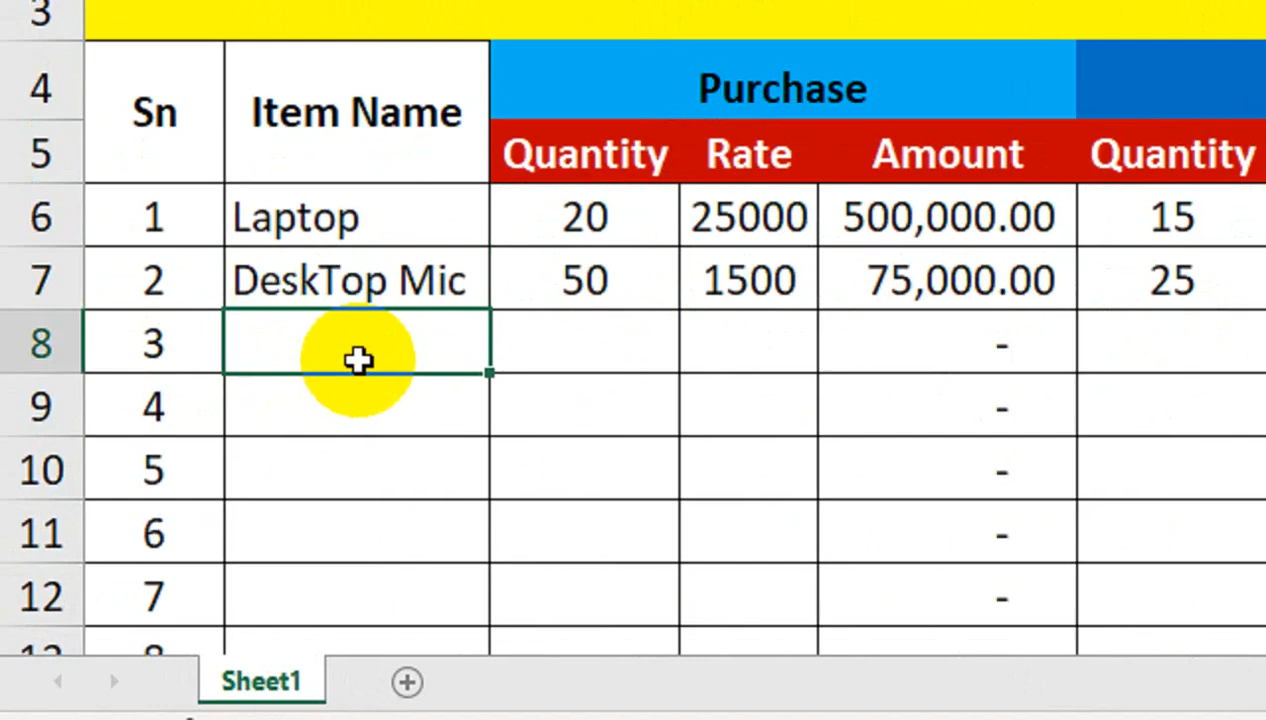 3
4 Purchase
Sn Item Name
5 Quantity Rate Amount Quantity
6 1 Laptop 20 25000 500,000.00 15
7 2 DeskTop Mic 50 1500 75,000.00 25
8 3 -
9 4 -
10 5 -
11 6 -
12 7 -
13 8
Sheet1